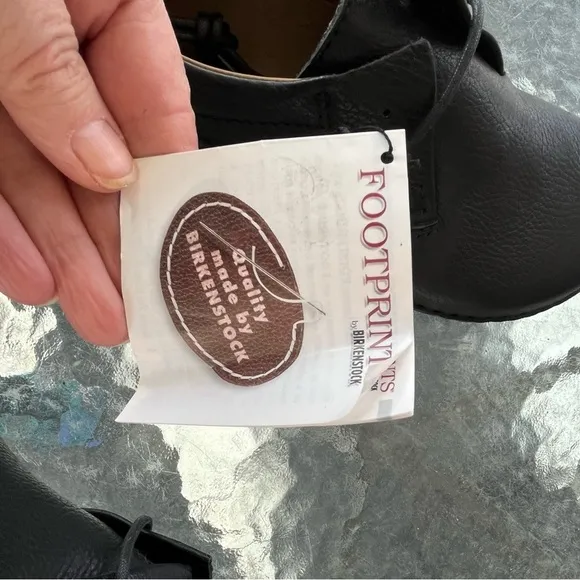 FOOTPRINTS
by BIRKENSTOCK
Quality
made by
BIRKENSTOCK